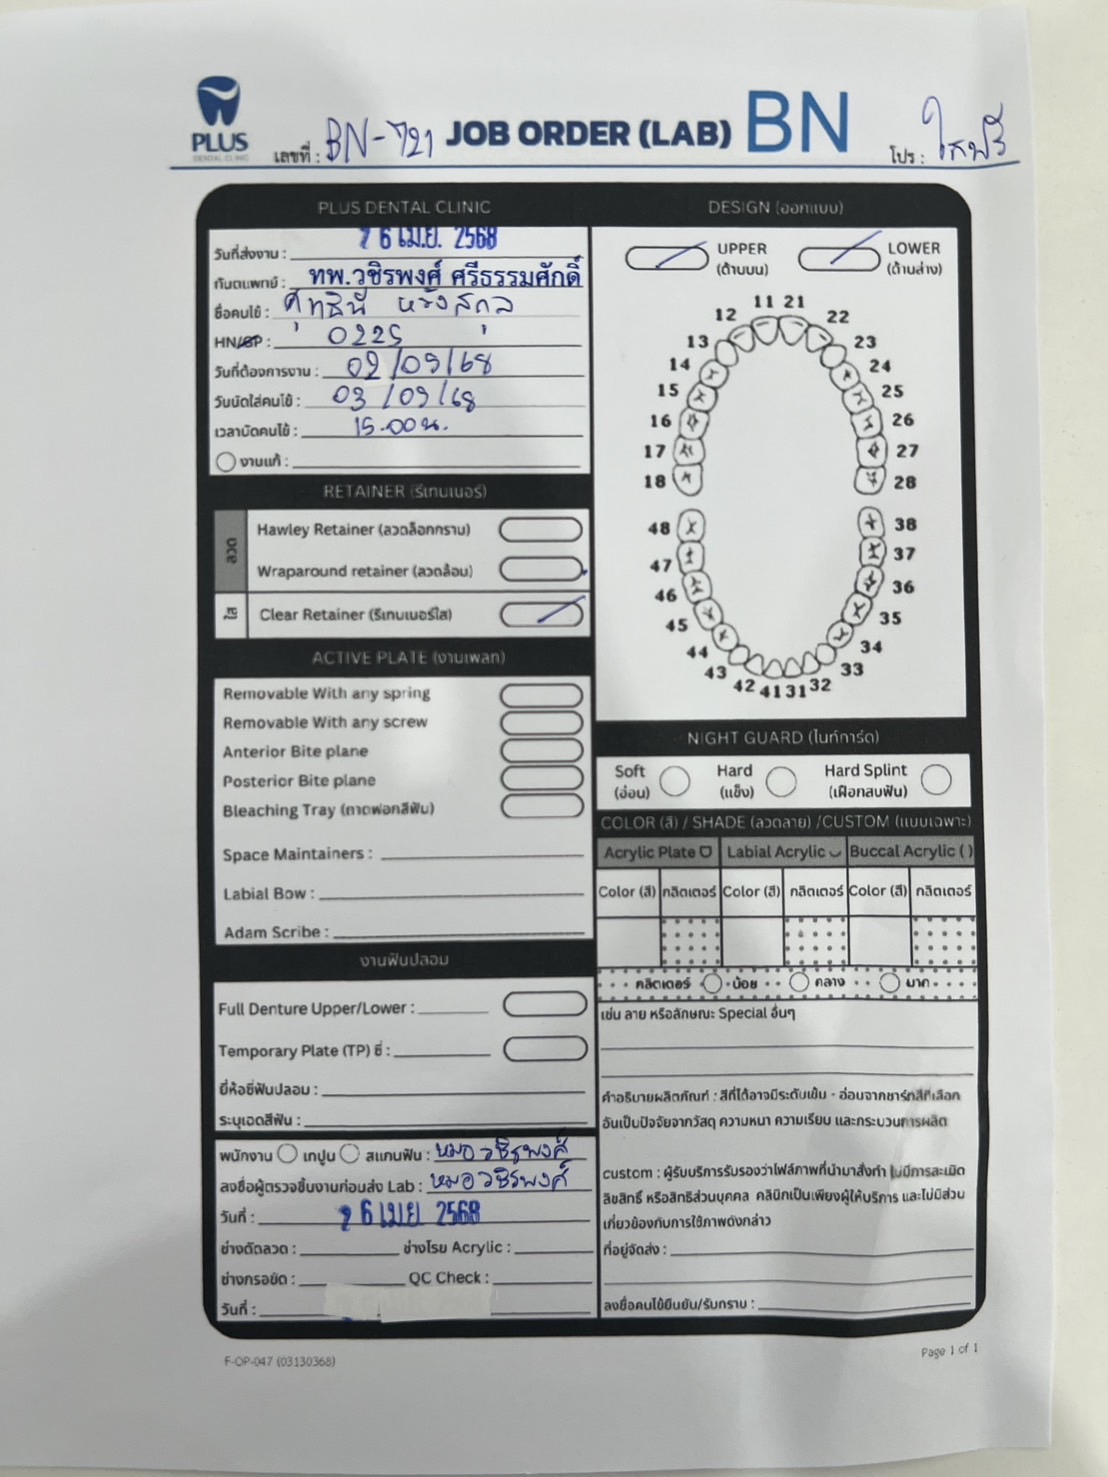 PLUS
DENTAL CLINIC
เลขที่ : BN-721 JOB ORDER (LAB) BN โปร : ใสฟรี
PLUS DENTAL CLINIC
วันที่ส่งงาน : 26 เม.ย. 2568
ทันตแพทย์ : ทพ.วชิรพงศ์ ศรีธรรมศักดิ์
ชื่อคนไข้ : ศุทธินี หวังสกุล
HN/GP : 0225
วันที่ต้องการงาน : 02/05/68
วันนัดใส่คนไข้ : 03/05/68
เวลานัดคนไข้ : 15.00น.
งานแก้ :
RETAINER (รีเทนเนอร์)
ลวด
Hawley Retainer (ลวดล็อกกราม)
Wraparound retainer (ลวดล้อม)
ใส
Clear Retainer (รีเทนเนอร์ใส)
ACTIVE PLATE (งานเพลท)
Removable With any spring
Removable With any screw
Anterior Bite plane
Posterior Bite plane
Bleaching Tray (ถาดฟอกสีฟัน)
Space Maintainers :
Labial Bow :
Adam Scribe :
งานฟันปลอม
Full Denture Upper/Lower :
Temporary Plate (TP) ซี่ :
ยี่ห้อซี่ฟันปลอม :
ระบุเฉดสีฟัน :
พนักงาน เทปูน สแกนฟัน : หมอวชิรพงศ์
ลงชื่อผู้ตรวจชิ้นงานก่อนส่ง Lab : หมอวชิรพงศ์
วันที่ : 26 เม.ย. 2568
ช่างดัดลวด : ช่างโรย Acrylic :
ช่างกรอขัด : QC Check :
วันที่ :
DESIGN (ออกแบบ)
UPPER LOWER
(ด้านบน) (ด้านล่าง)
11 21
12 22
13 23
14 24
15 25
16 26
17 27
18 28
48 38
47 37
46 36
45 35
44 34
43 33
42 41 31 32
NIGHT GUARD (ไนท์การ์ด)
Soft Hard Hard Splint
(อ่อน) (แข็ง) (เฝือกสบฟัน)
COLOR (สี) / SHADE (ลวดลาย) /CUSTOM (แบบเฉพาะ)
Acrylic Plate Labial Acrylic Buccal Acrylic ( )
Color (สี) กลิตเตอร์ Color (สี) กลิตเตอร์ Color (สี) กลิตเตอร์
กลิตเตอร์ น้อย กลาง มาก
เช่น ลาย หรือลักษณะ Special อื่นๆ
คำอธิบายผลิตภัณฑ์ : สีที่ได้อาจมีระดับเข้ม - อ่อนจากชาร์ทสีที่เลือก
อันเป็นปัจจัยจากวัสดุ ความหนา ความเรียบ และกระบวนการผลิต
custom : ผู้รับบริการรับรองว่าไฟล์ภาพที่นำมาสั่งทำ ไม่มีการละเมิด
ลิขสิทธิ์ หรือสิทธิส่วนบุคคล คลินิกเป็นเพียงผู้ให้บริการ และไม่มีส่วน
เกี่ยวข้องกับการใช้ภาพดังกล่าว
ที่อยู่จัดส่ง :
ลงชื่อคนไข้ยืนยัน/รับทราบ :
F-OP-047 (03130368)
Page 1 of 1